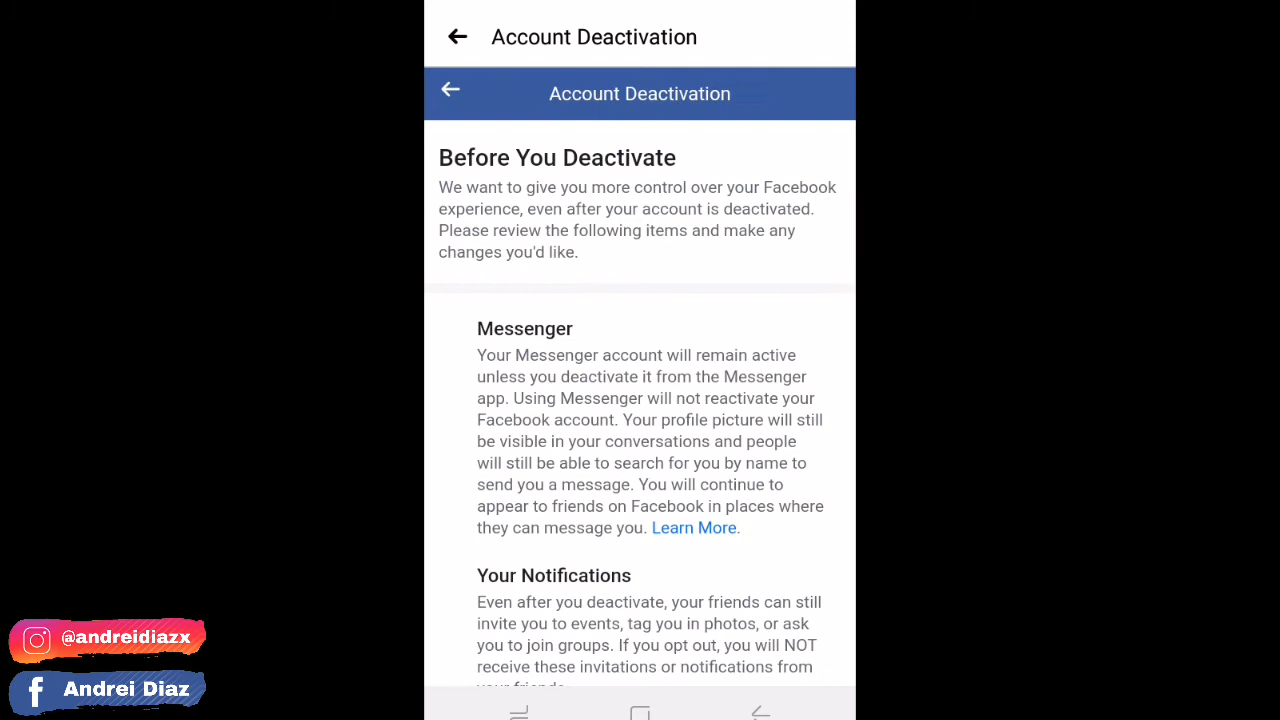 Account Deactivation
Account Deactivation
Before You Deactivate
We want to give you more control over your Facebook
experience, even after your account is deactivated.
Please review the following items and make any
changes you'd like.
Messenger
Your Messenger account will remain active
unless you deactivate it from the Messenger
app. Using Messenger will not reactivate your
Facebook account. Your profile picture will still
be visible in your conversations and people
will still be able to search for you by name to
send you a message. You will continue to
appear to friends on Facebook in places where
they can message you. Learn More.
Your Notifications
Even after you deactivate, your friends can still
invite you to events, tag you in photos, or ask
you to join groups. If you opt out, you will NOT
receive these invitations or notifications from
your friends.
@andreidiazx
Andrei Diaz